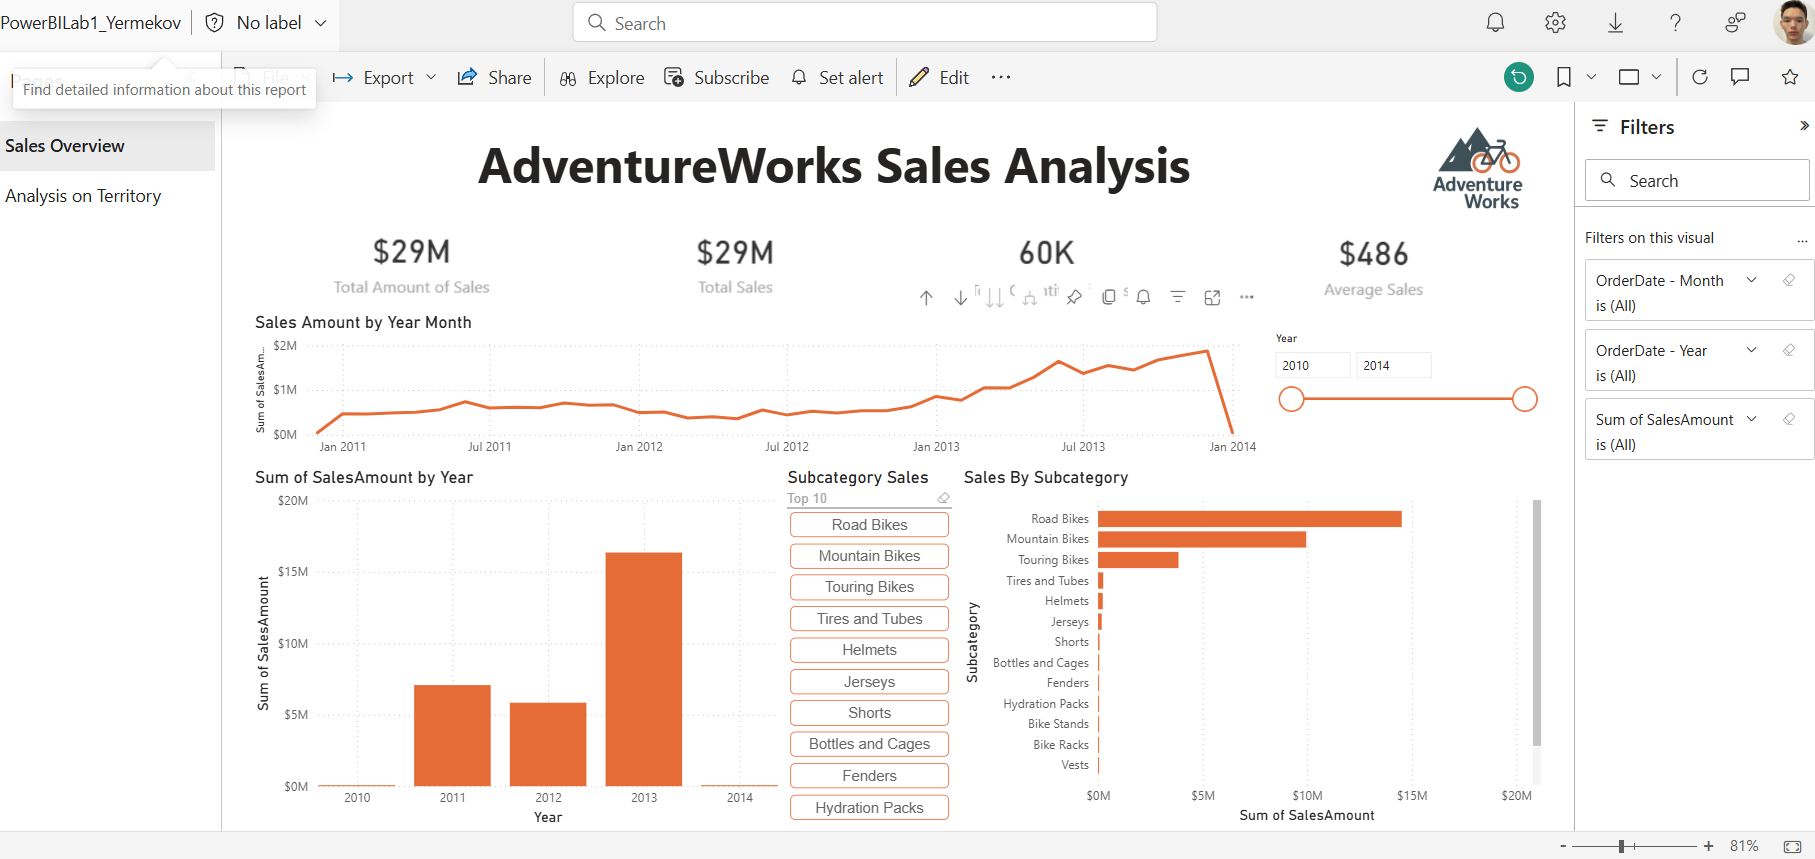 PowerBILab1_Yermekov
No label
Search
Find detailed information about this report
Export
Share
Explore
Subscribe
Set alert
Edit
Sales Overview
Analysis on Territory
AdventureWorks Sales Analysis
Adventure
Works
$29M
Total Amount of Sales
$29M
Total Sales
60K
$486
Average Sales
Sales Amount by Year Month
Sum of SalesAm...
$2M
$1M
$0M
Jan 2011
Jul 2011
Jan 2012
Jul 2012
Jan 2013
Jul 2013
Jan 2014
Year
2010
2014
Sum of SalesAmount by Year
Sum of SalesAmount
$20M
$15M
$10M
$5M
$0M
2010
2011
2012
2013
2014
Year
Subcategory Sales
Top 10
Road Bikes
Mountain Bikes
Touring Bikes
Tires and Tubes
Helmets
Jerseys
Shorts
Bottles and Cages
Fenders
Hydration Packs
Sales By Subcategory
Subcategory
Road Bikes
Mountain Bikes
Touring Bikes
Tires and Tubes
Helmets
Jerseys
Shorts
Bottles and Cages
Fenders
Hydration Packs
Bike Stands
Bike Racks
Vests
$0M
$5M
$10M
$15M
$20M
Sum of SalesAmount
Filters
Search
Filters on this visual
OrderDate - Month
is (All)
OrderDate - Year
is (All)
Sum of SalesAmount
is (All)
81%